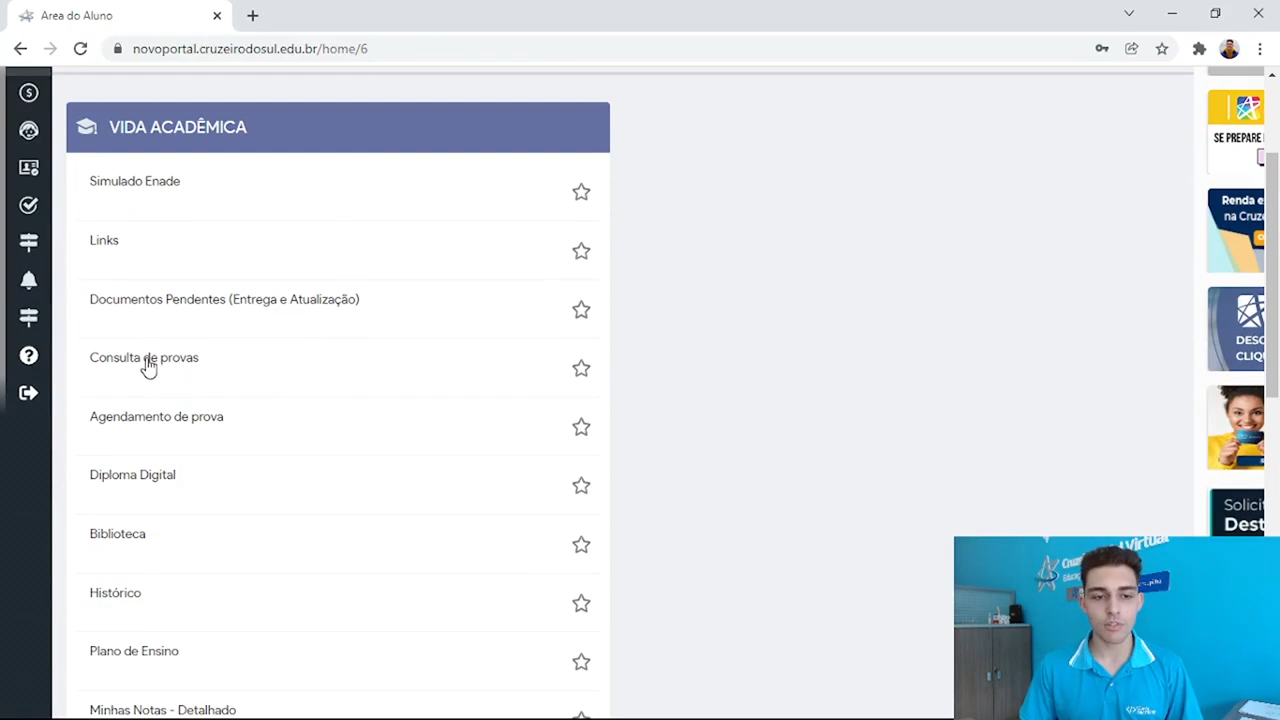 Area do Aluno
novoportal.cruzeirodosul.edu.br/home/6
VIDA ACADÊMICA
Simulado Enade
Links
Documentos Pendentes (Entrega e Atualização)
Consulta de provas
Agendamento de prova
Diploma Digital
Biblioteca
Histórico
Plano de Ensino
Minhas Notas - Detalhado
SE PREPARE
Renda e
na Cruze
DESC
CLIQ
Solicit
Dest
Virtual